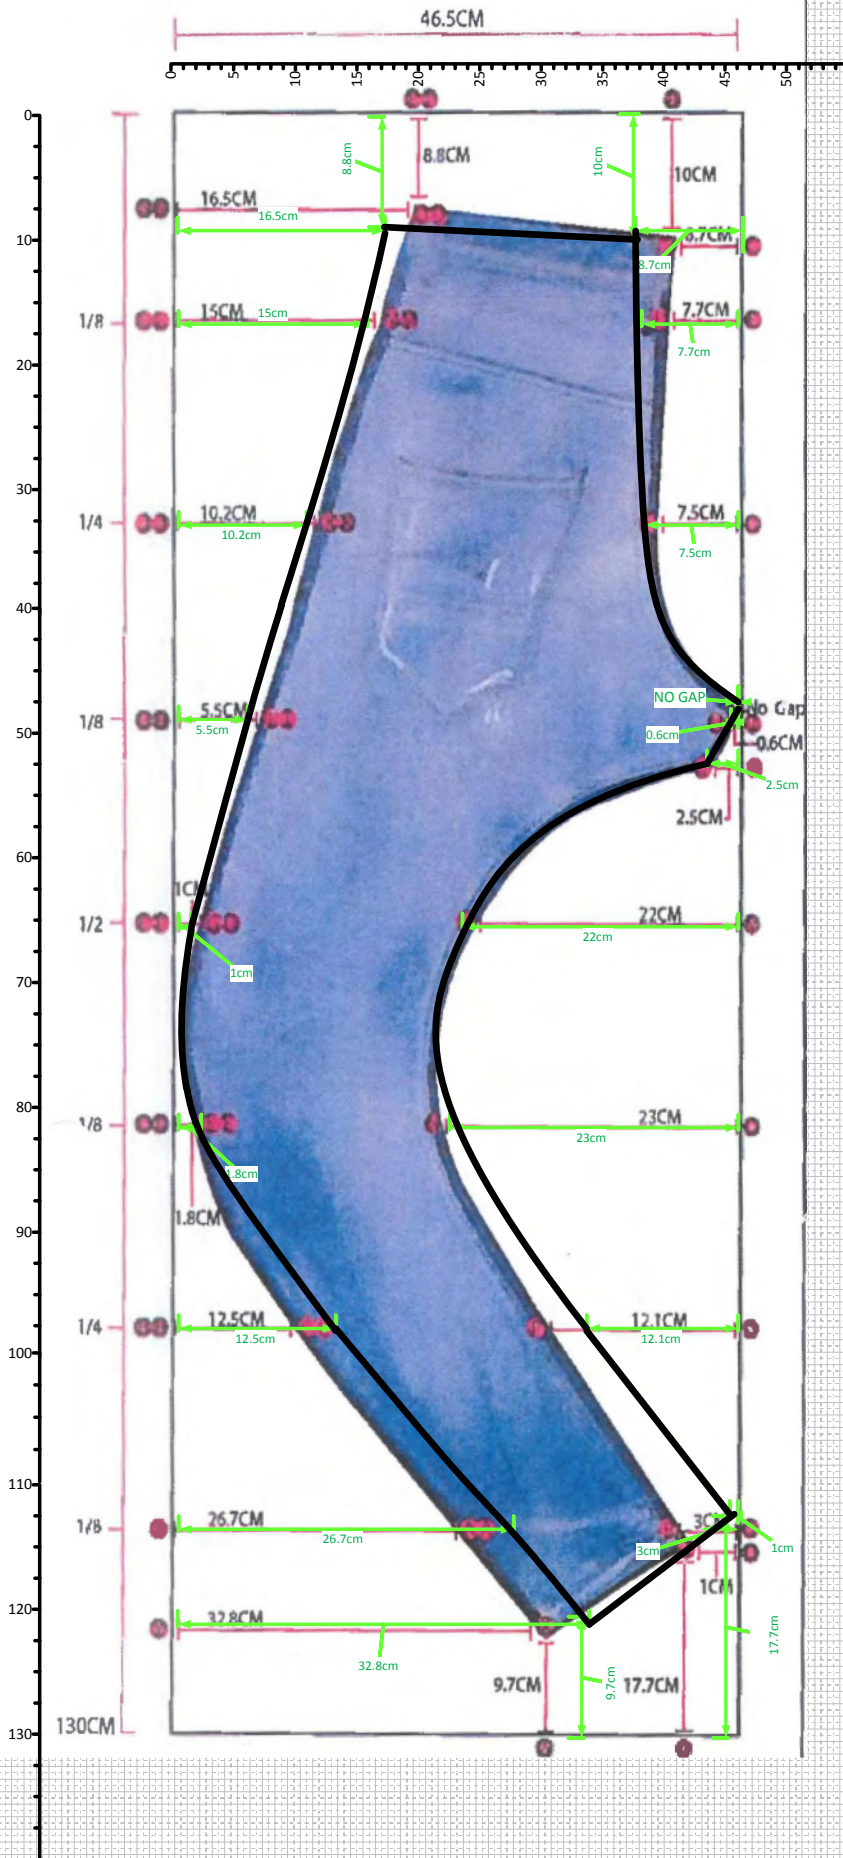 46.5CM
0 5 10 15 20 25 30 35 40 45 50
0
8.8cm
8.8CM
10cm
10CM
16.5CM
16.5cm
8.7CM
10
8.7cm
1/8
15CM
15cm
7.7CM
7.7cm
20
30
1/4
10.2CM
10.2cm
7.5CM
7.5cm
40
NO GAP
No Gap
1/8
5.5CM
5.5cm
50
0.6cm
0.6CM
2.5cm
2.5CM
60
1CM
1/2
22CM
22cm
1cm
70
80
1/8
23CM
23cm
1.8cm
1.8CM
90
1/4
12.5CM
12.5cm
12.1CM
12.1cm
100
110
1/8
26.7CM
26.7cm
3cm
1cm
1CM
120
32.8CM
32.8cm
9.7CM
9.7cm
17.7CM
17.7cm
130CM
130